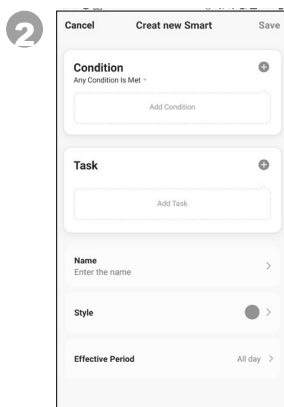 2
Cancel Creat new Smart Save
Condition
Any Condition Is Met
Add Condition
Task
Add Task
Name
Enter the name
Style
Effective Period All day